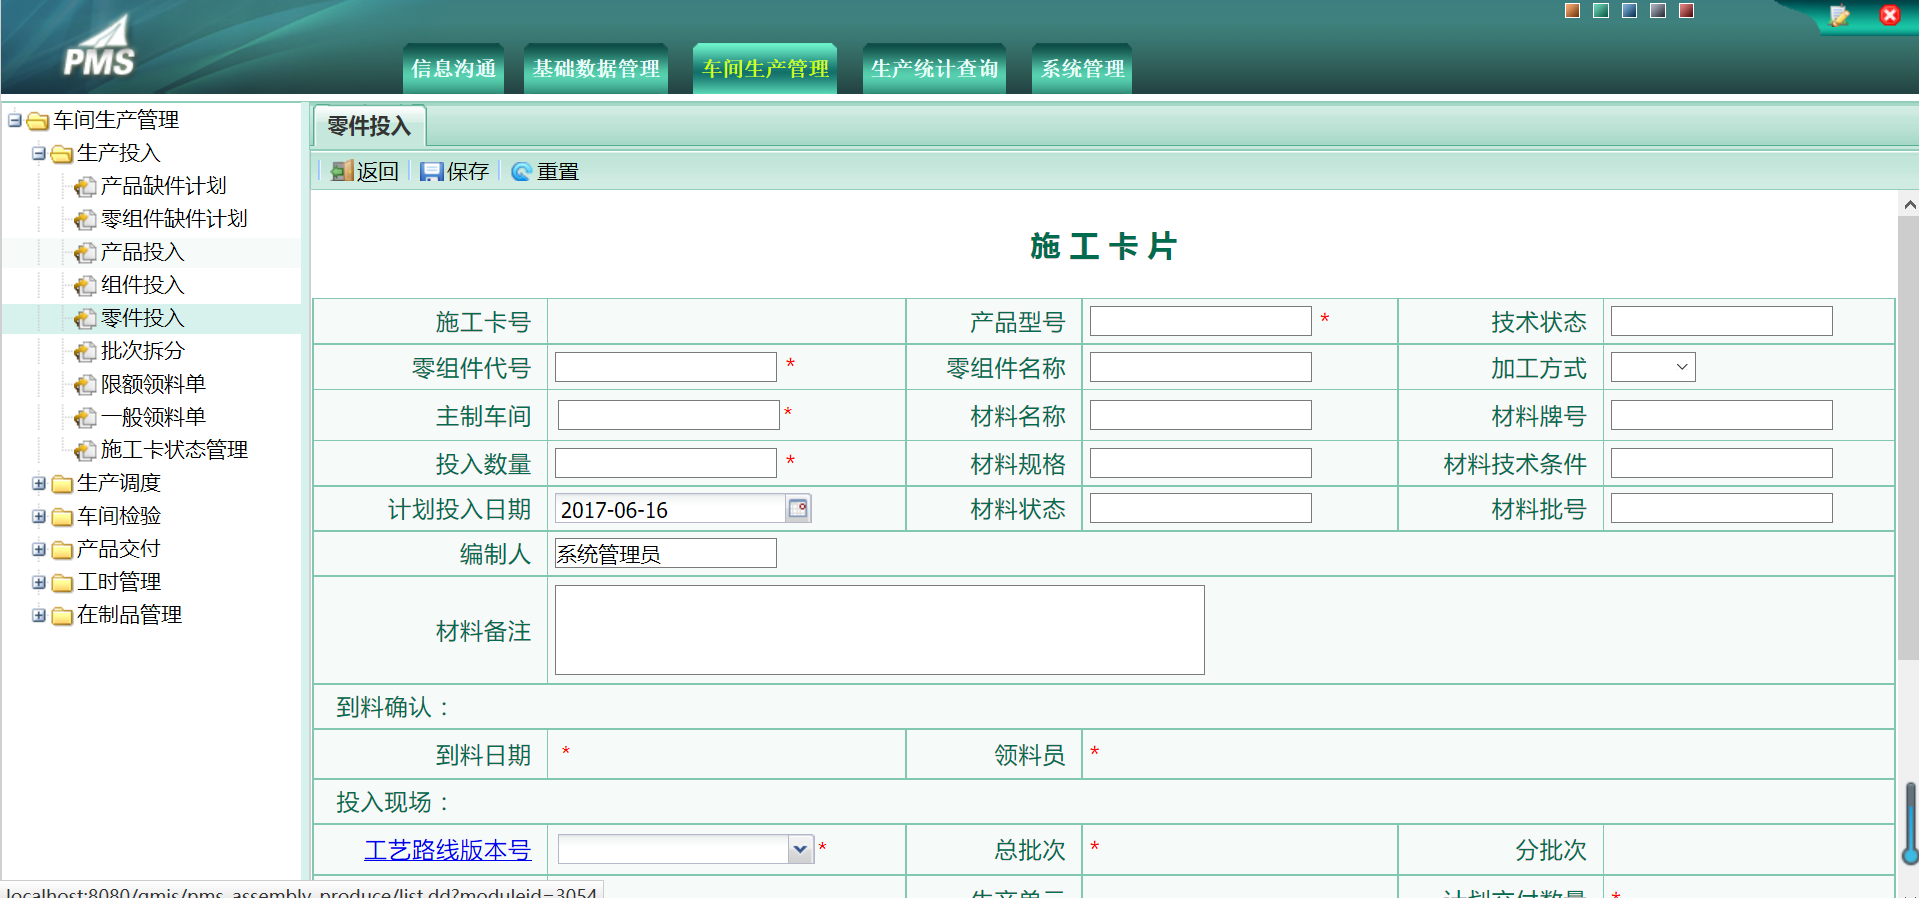 PMS
信息沟通 基础数据管理 车间生产管理 生产统计查询 系统管理
车间生产管理
生产投入
产品缺件计划
零组件缺件计划
产品投入
组件投入
零件投入
批次拆分
限额领料单
一般领料单
施工卡状态管理
生产调度
车间检验
产品交付
工时管理
在制品管理
零件投入
返回 保存 重置
施工卡片
施工卡号 产品型号 * 技术状态
零组件代号 * 零组件名称 加工方式
主制车间 * 材料名称 材料牌号
投入数量 * 材料规格 材料技术条件
计划投入日期 2017-06-16 材料状态 材料批号
编制人 系统管理员
材料备注
到料确认：
到料日期 * 领料员 *
投入现场：
工艺路线版本号 * 总批次 * 分批次
生产单元 计划交付数量 *
localhost:8080/qmis/pms_assembly_produce/list.dd?moduleid=3054